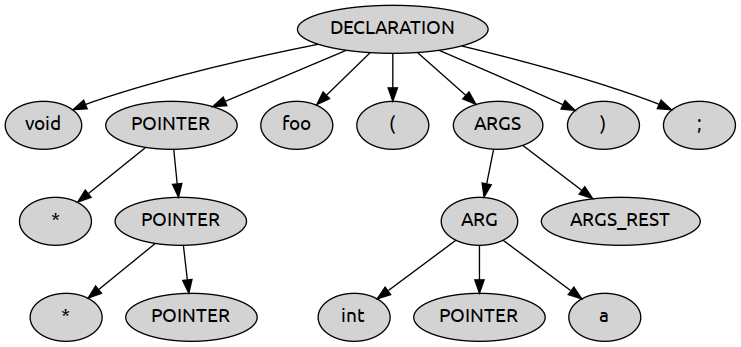 DECLARATION
void POINTER foo ( ARGS ) ;
* POINTER ARG ARGS_REST
* POINTER int POINTER a